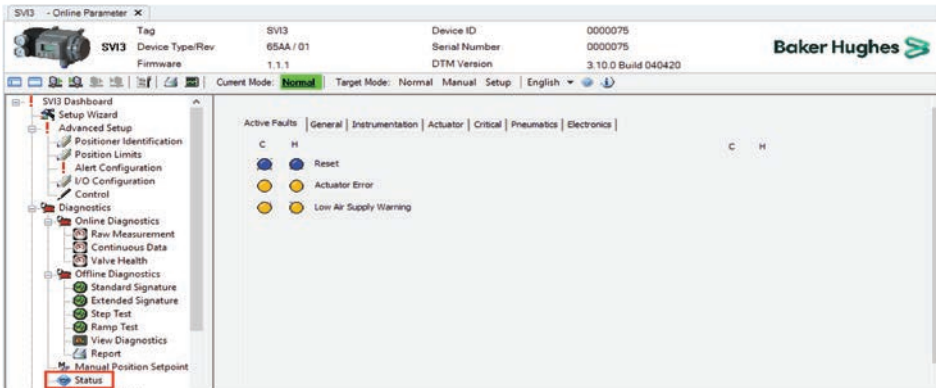 SVI3 - Online Parameter ×
Tag SVI3 Device ID 0000075
SVI3 Device Type/Rev 65AA / 01 Serial Number 0000075
Firmware 1.1.1 DTM Version 3.10.0 Build 040420
Baker Hughes
Current Mode: Normal Target Mode: Normal Manual Setup English
SVI3 Dashboard
Setup Wizard
Advanced Setup
Positioner Identification
Position Limits
Alert Configuration
I/O Configuration
Control
Diagnostics
Online Diagnostics
Raw Measurement
Continuous Data
Valve Health
Offline Diagnostics
Standard Signature
Extended Signature
Step Test
Ramp Test
View Diagnostics
Report
Manual Position Setpoint
Status
Active Faults General Instrumentation Actuator Critical Pneumatics Electronics
C H C H
Reset
Actuator Error
Low Air Supply Warning